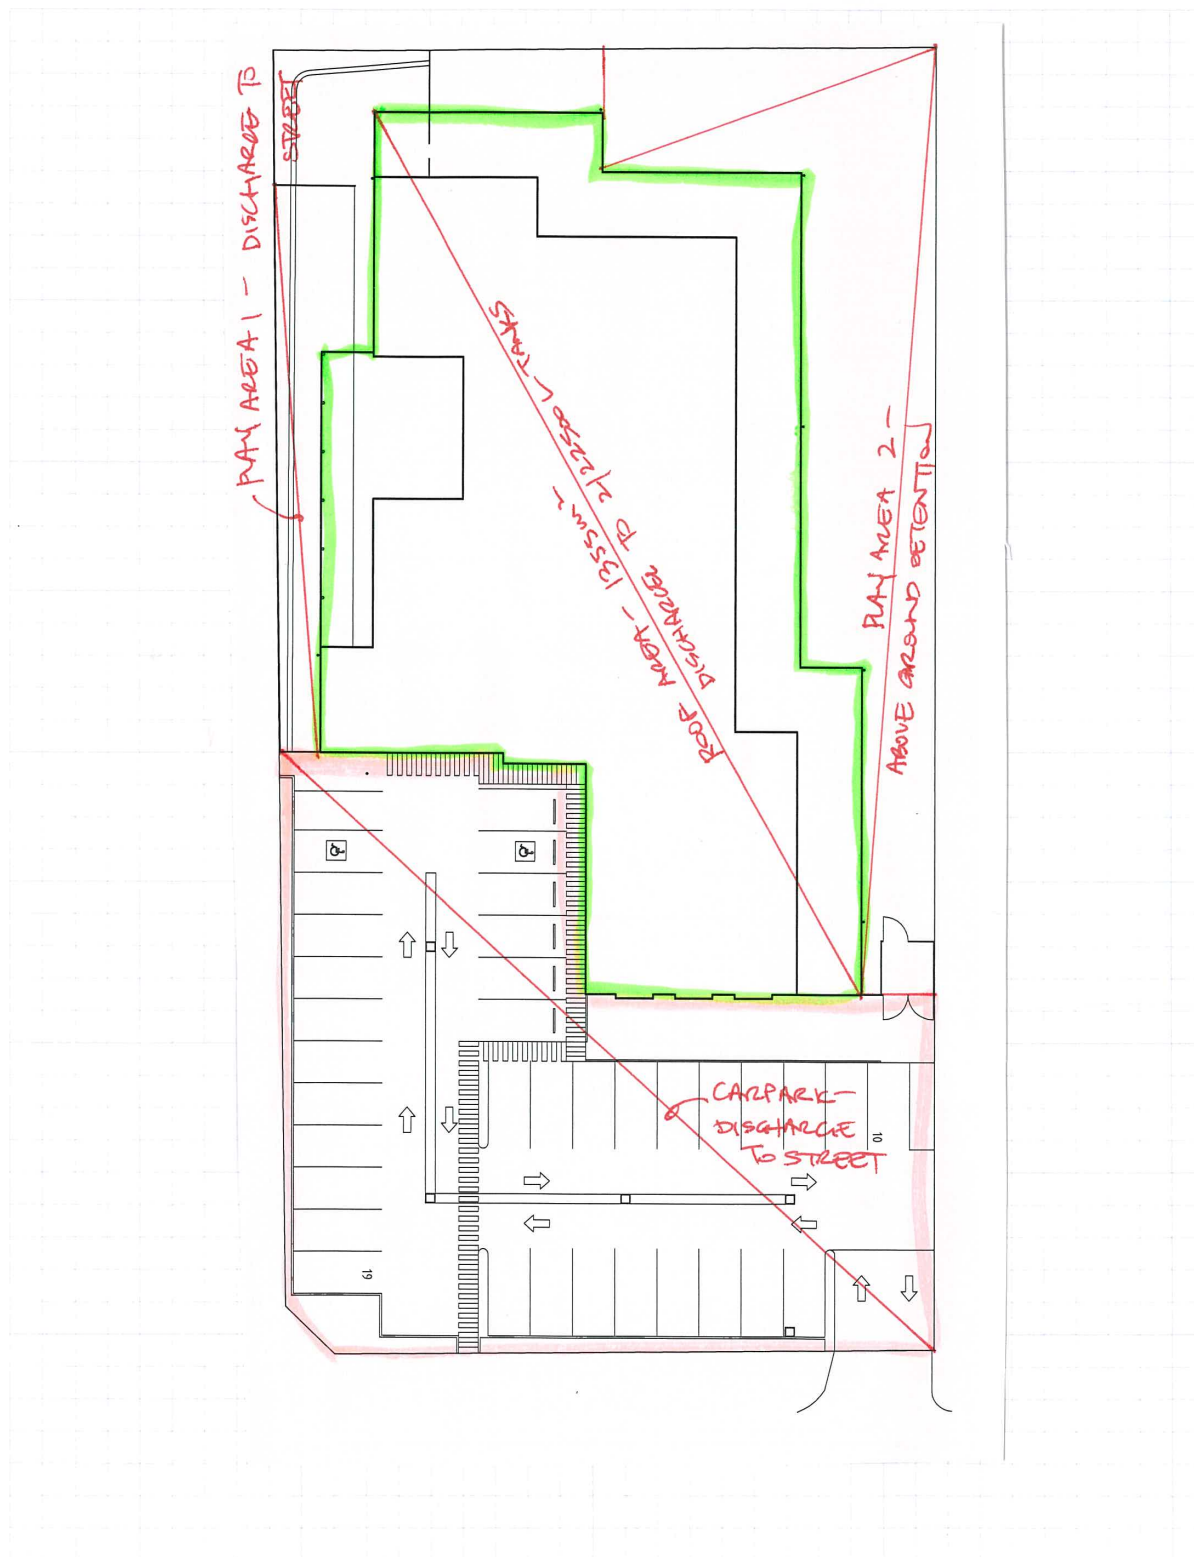 PLAY AREA 1 - DISCHARGE TO
STREET
ROOF AREA - 1355m2 -
DISCHARGE TO 2/22500 L TANKS
PLAY AREA 2 -
ABOVE GROUND DETENTION
CARPARK -
DISCHARGE
TO STREET
10
19